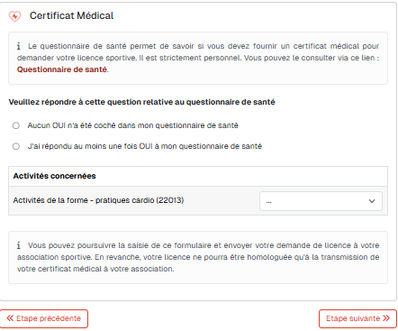 Certificat Médical
i Le questionnaire de santé permet de savoir si vous devez fournir un certificat médical pour
demander votre licence sportive. Il est strictement personnel. Vous pouvez le consulter via ce lien :
Questionnaire de santé.
Veuillez répondre à cette question relative au questionnaire de santé
Aucun OUI n'a été coché dans mon questionnaire de santé
J'ai répondu au moins une fois OUI à mon questionnaire de santé
Activités concernées
Activités de la forme - pratiques cardio (22013) ...
i Vous pouvez poursuivre la saisie de ce formulaire et envoyer votre demande de licence à votre
association sportive. En revanche, votre licence ne pourra être homologuée qu'à la transmission de
votre certificat médical à votre association.
« Etape précédente Etape suivante »